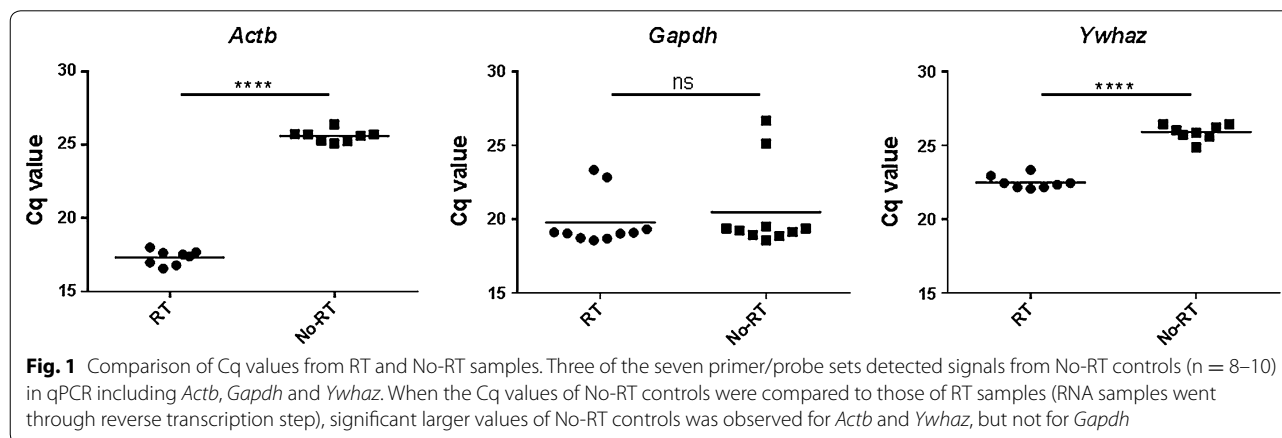 Actb
Gapdh
Ywhaz
30
25
20
15
Cq value
****
RT
No-RT
30
25
20
15
Cq value
ns
RT
No-RT
30
25
20
15
Cq value
****
RT
No-RT
Fig. 1 Comparison of Cq values from RT and No-RT samples. Three of the seven primer/probe sets detected signals from No-RT controls (n = 8–10)
in qPCR including Actb, Gapdh and Ywhaz. When the Cq values of No-RT controls were compared to those of RT samples (RNA samples went
through reverse transcription step), significant larger values of No-RT controls was observed for Actb and Ywhaz, but not for Gapdh